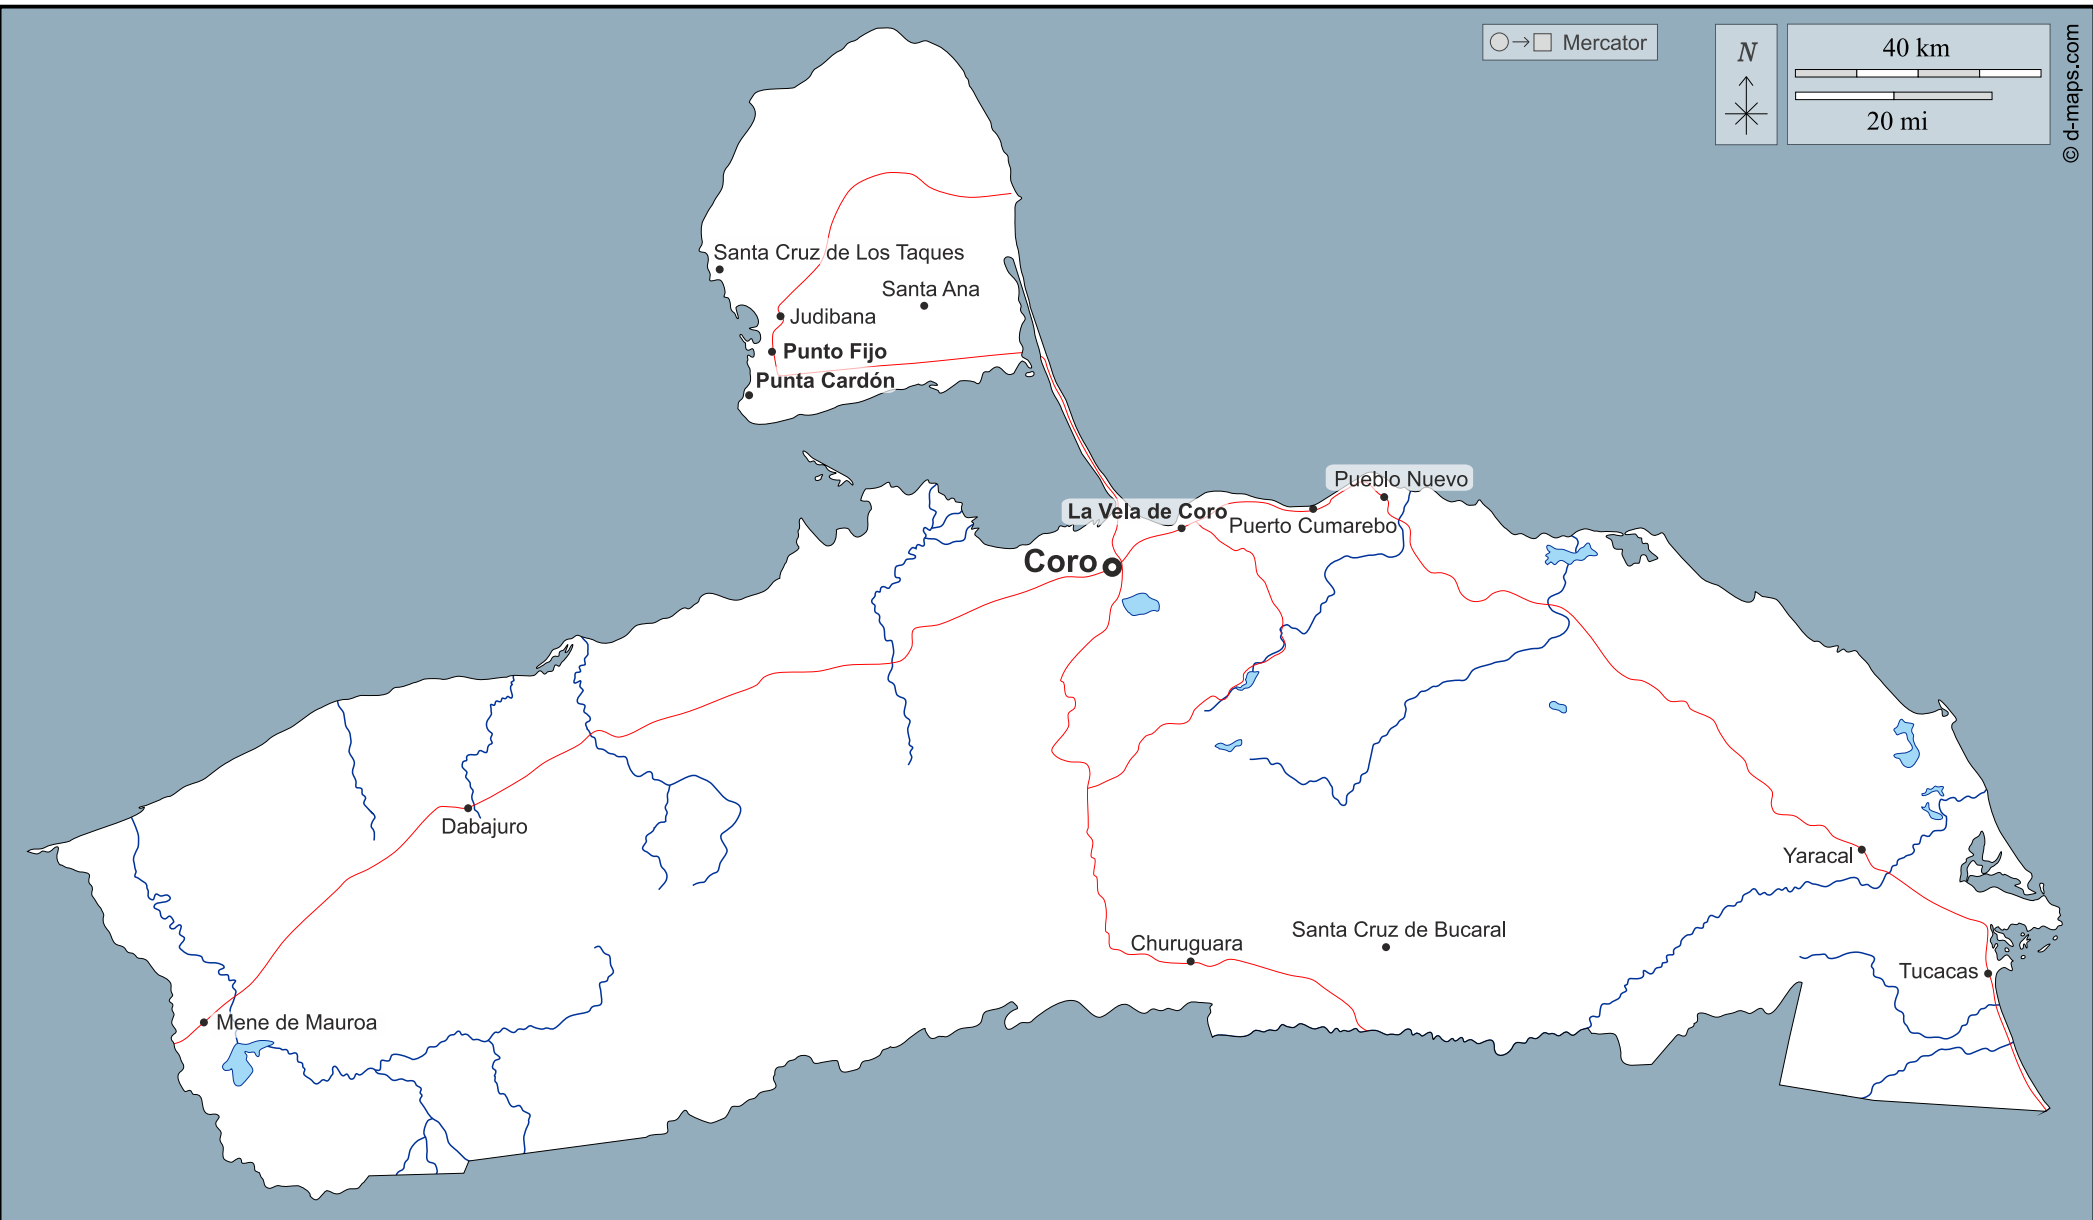 Mercator
N
40 km
20 mi
© d-maps.com
Santa Cruz de Los Taques
Santa Ana
Judibana
Punto Fijo
Punta Cardón
Pueblo Nuevo
La Vela de Coro
Puerto Cumarebo
Coro
Dabajuro
Yaracal
Santa Cruz de Bucaral
Churuguara
Tucacas
Mene de Mauroa